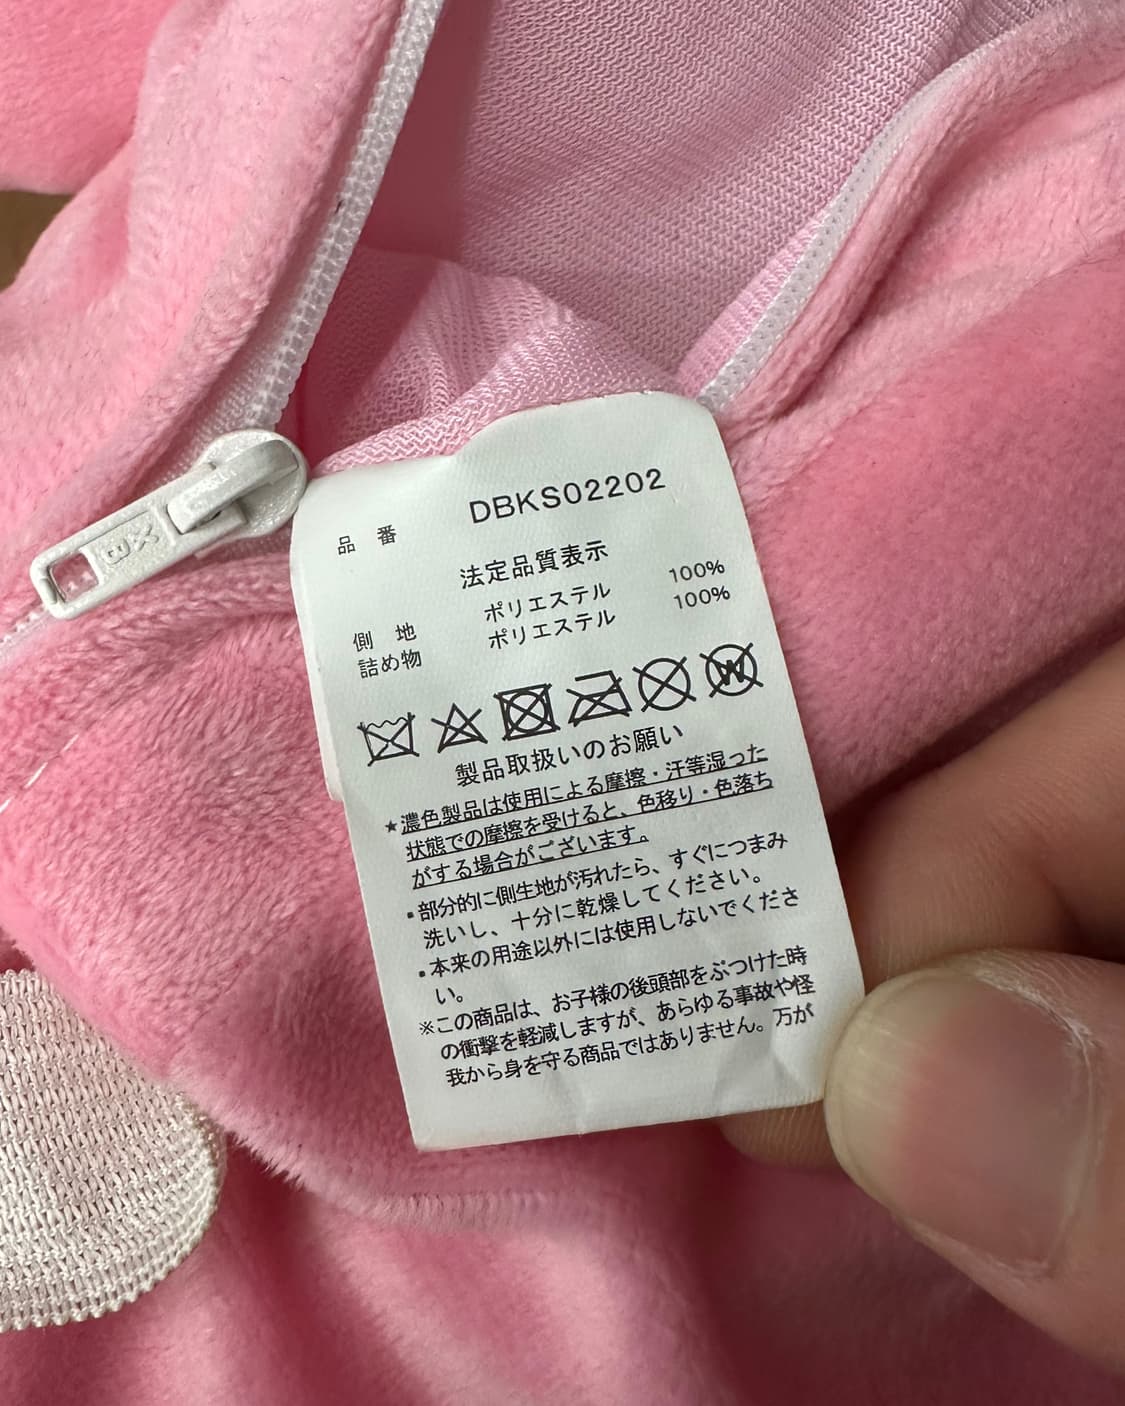 品番 DBKS02202
法定品質表示
側地 ポリエステル 100%
詰め物 ポリエステル 100%
W
製品取扱いのお願い
★濃色製品は使用による摩擦・汗等湿った
状態での摩擦を受けると、色移り・色落ち
がする場合がございます。
▪部分的に側生地が汚れたら、すぐにつまみ
洗いし、十分に乾燥してください。
▪本来の用途以外には使用しないでくださ
い。
※この商品は、お子様の後頭部をぶつけた時
の衝撃を軽減しますが、あらゆる事故や怪
我から身を守る商品ではありません。万が